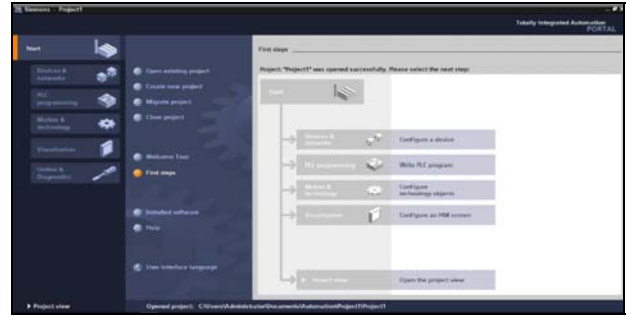 Siemens - Project1
Totally Integrated Automation
PORTAL
Start
Devices &
networks
PLC
programming
Motion &
technology
Visualization
Online &
Diagnostics
Open existing project
Create new project
Migrate project
Close project
Welcome Tour
First steps
Installed software
Help
User interface language
First steps
Project: "Project1" was opened successfully. Please select the next step:
Start
Devices &
networks
Configure a device
PLC programming
Write PLC program
Motion &
technology
Configure
technology objects
Visualization
Configure an HMI screen
Project view
Open the project view
Project view
Opened project: C:\Users\Administrator\Documents\Automation\Project1\Project1